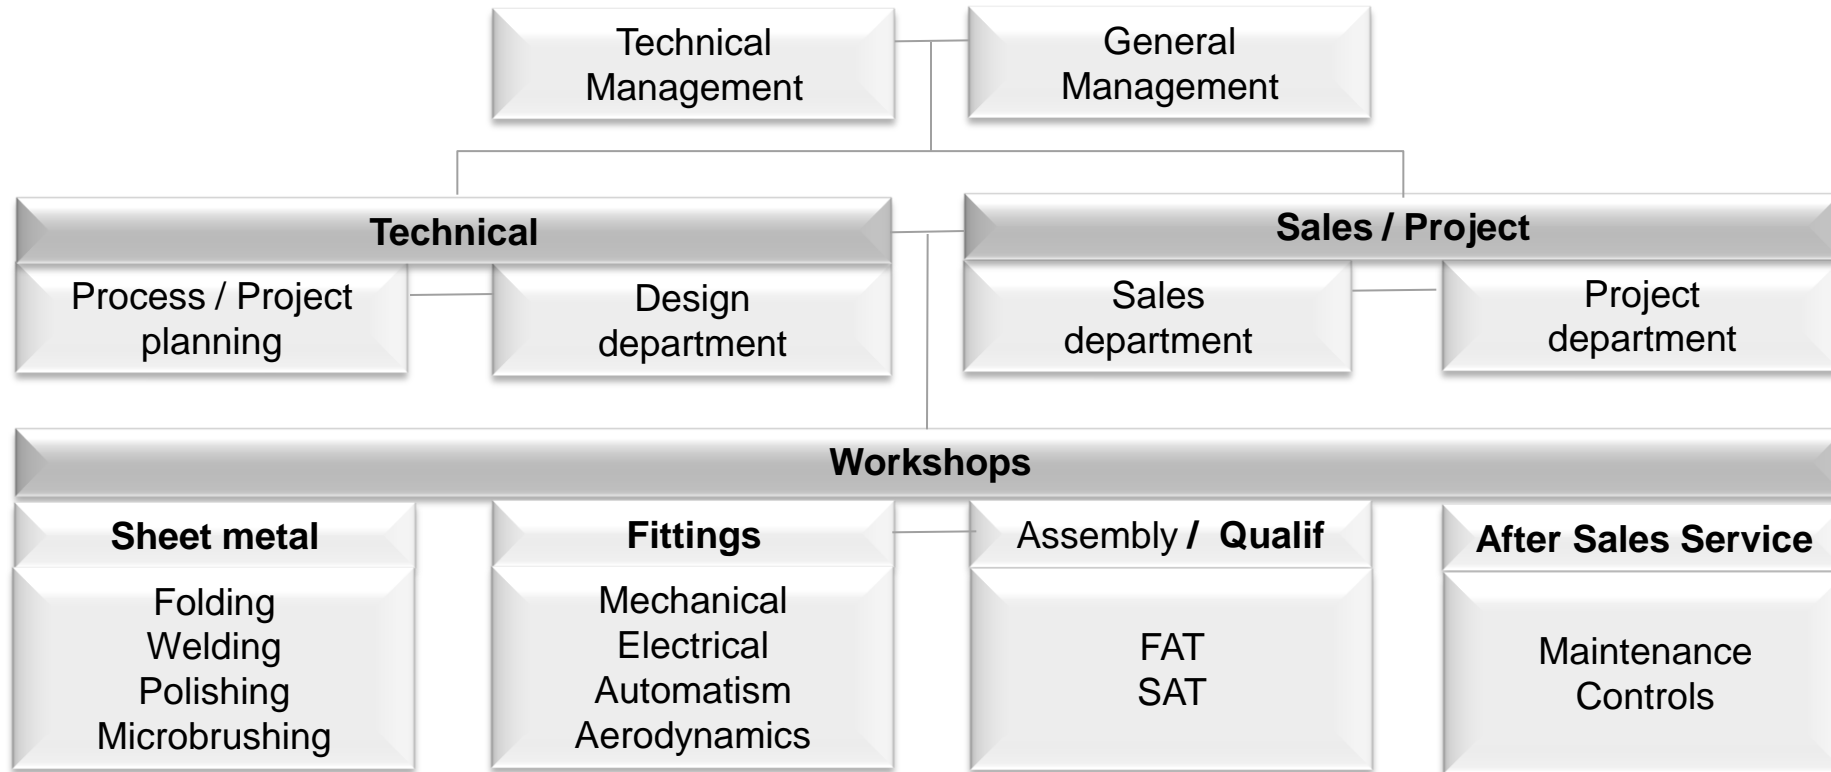 Technical
Management
General
Management
Technical
Sales / Project
Process / Project
planning
Design
department
Sales
department
Project
department
Workshops
Sheet metal
Fittings
Assembly / Qualif
After Sales Service
Folding
Welding
Polishing
Microbrushing
Mechanical
Electrical
Automatism
Aerodynamics
FAT
SAT
Maintenance
Controls